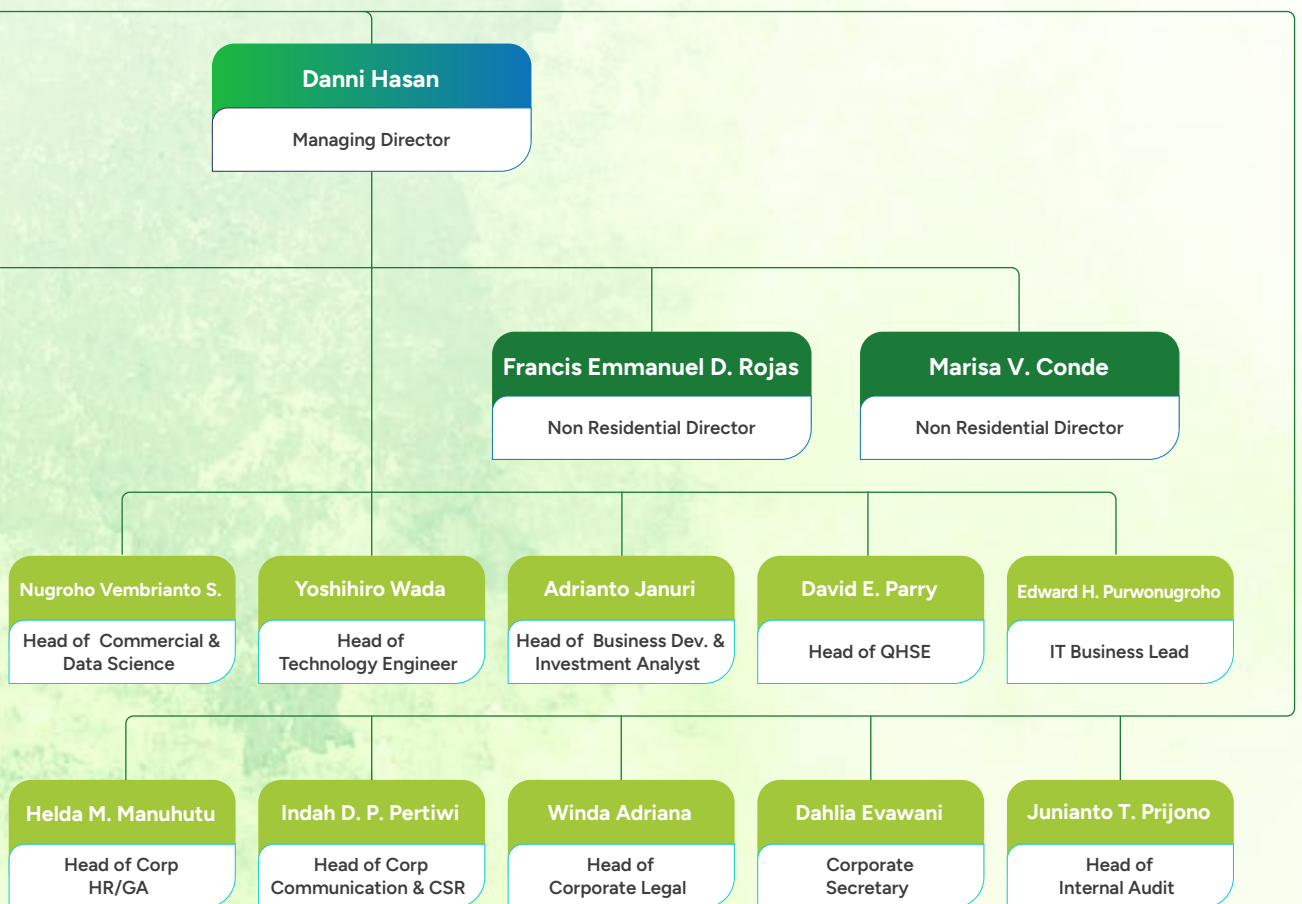 Danni Hasan
Managing Director
Francis Emmanuel D. Rojas
Non Residential Director
Marisa V. Conde
Non Residential Director
Nugroho Vembrianto S.
Head of Commercial &
Data Science
Yoshihiro Wada
Head of
Technology Engineer
Adrianto Januri
Head of Business Dev. &
Investment Analyst
David E. Parry
Head of QHSE
Edward H. Purwonugroho
IT Business Lead
Helda M. Manuhutu
Head of Corp
HR/GA
Indah D. P. Pertiwi
Head of Corp
Communication & CSR
Winda Adriana
Head of
Corporate Legal
Dahlia Evawani
Corporate
Secretary
Junianto T. Prijono
Head of
Internal Audit